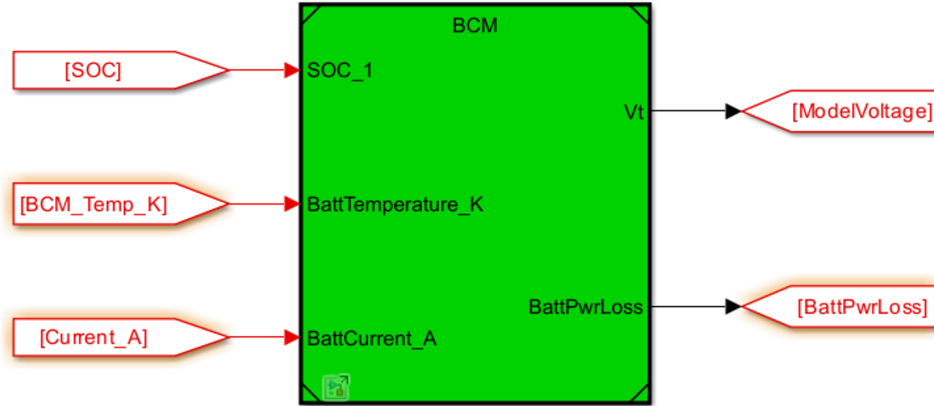 BCM
[SOC]
SOC_1
Vt
[ModelVoltage]
[BCM_Temp_K]
BattTemperature_K
BattPwrLoss
[BattPwrLoss]
[Current_A]
BattCurrent_A